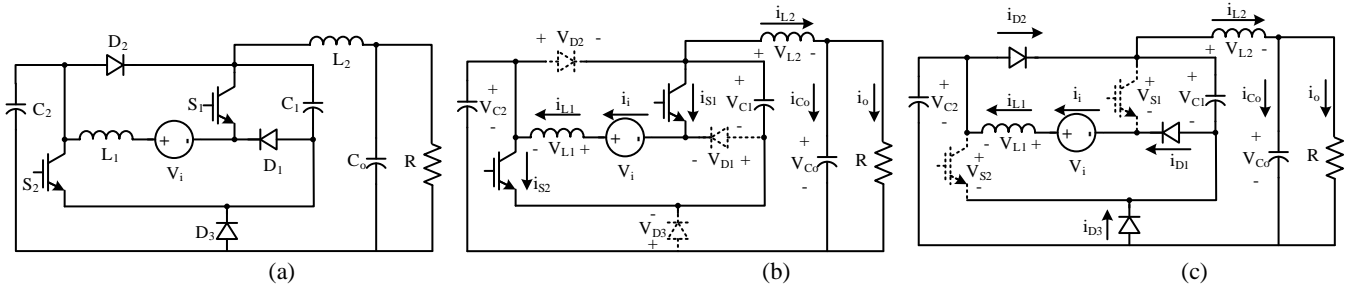 D2
L2
C2
S1
C1
L1
Vi
D1
S2
Co
R
D3
(a)
iL2
+ VD2 -
+ VL2 -
+ VC2 -
iL1
ii
iS1
+ VC1 -
iCo
io
+ -
- VL1 +
Vi
- VD1 +
iS2
+ VCo -
R
- VD3 +
(b)
iD2
iL2
+ VL2 -
+ VC2 -
iL1
ii
+ VS1 -
+ VC1 -
iCo
io
+ -
- VL1 +
Vi
iD1
+ VS2 -
+ VCo -
R
iD3
(c)